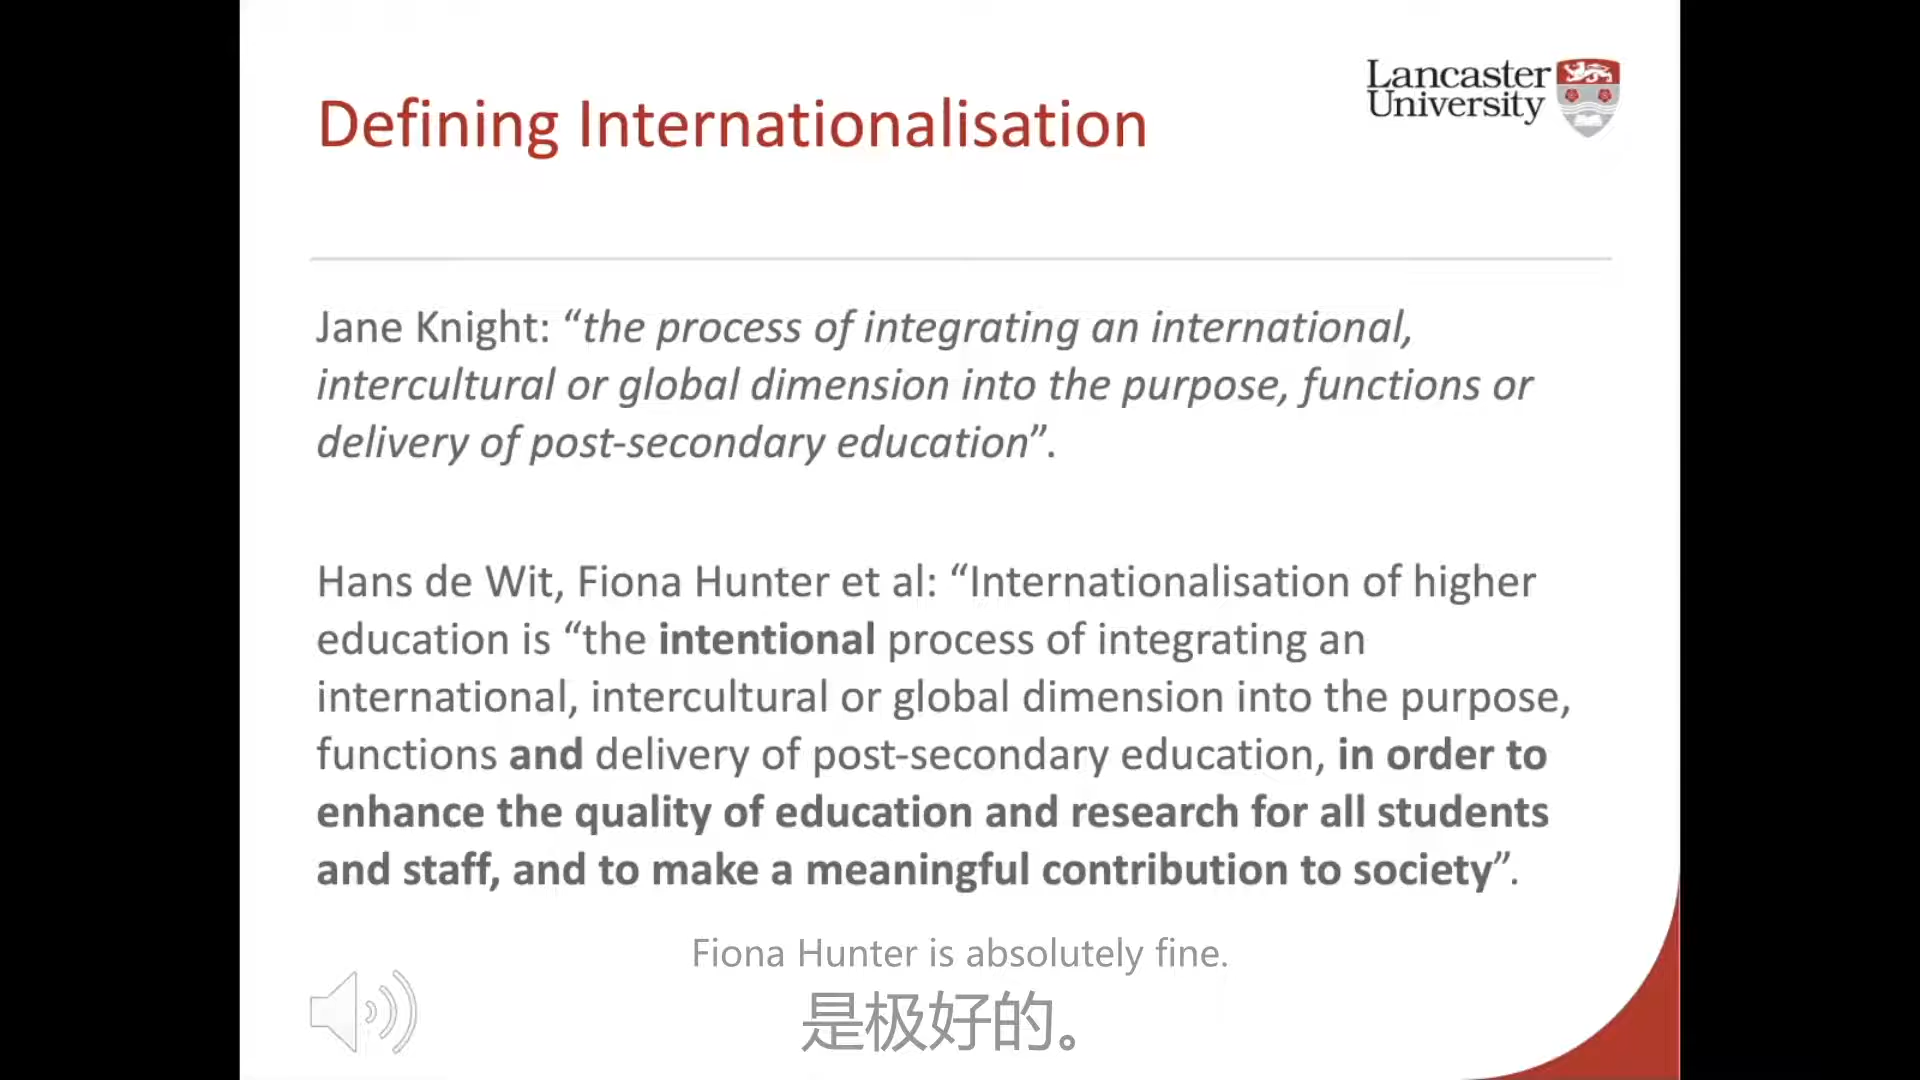 Defining Internationalisation
Lancaster
University
Jane Knight: “the process of integrating an international,
intercultural or global dimension into the purpose, functions or
delivery of post-secondary education”.
Hans de Wit, Fiona Hunter et al: “Internationalisation of higher
education is “the intentional process of integrating an
international, intercultural or global dimension into the purpose,
functions and delivery of post-secondary education, in order to
enhance the quality of education and research for all students
and staff, and to make a meaningful contribution to society”.
Fiona Hunter is absolutely fine.
是极好的。